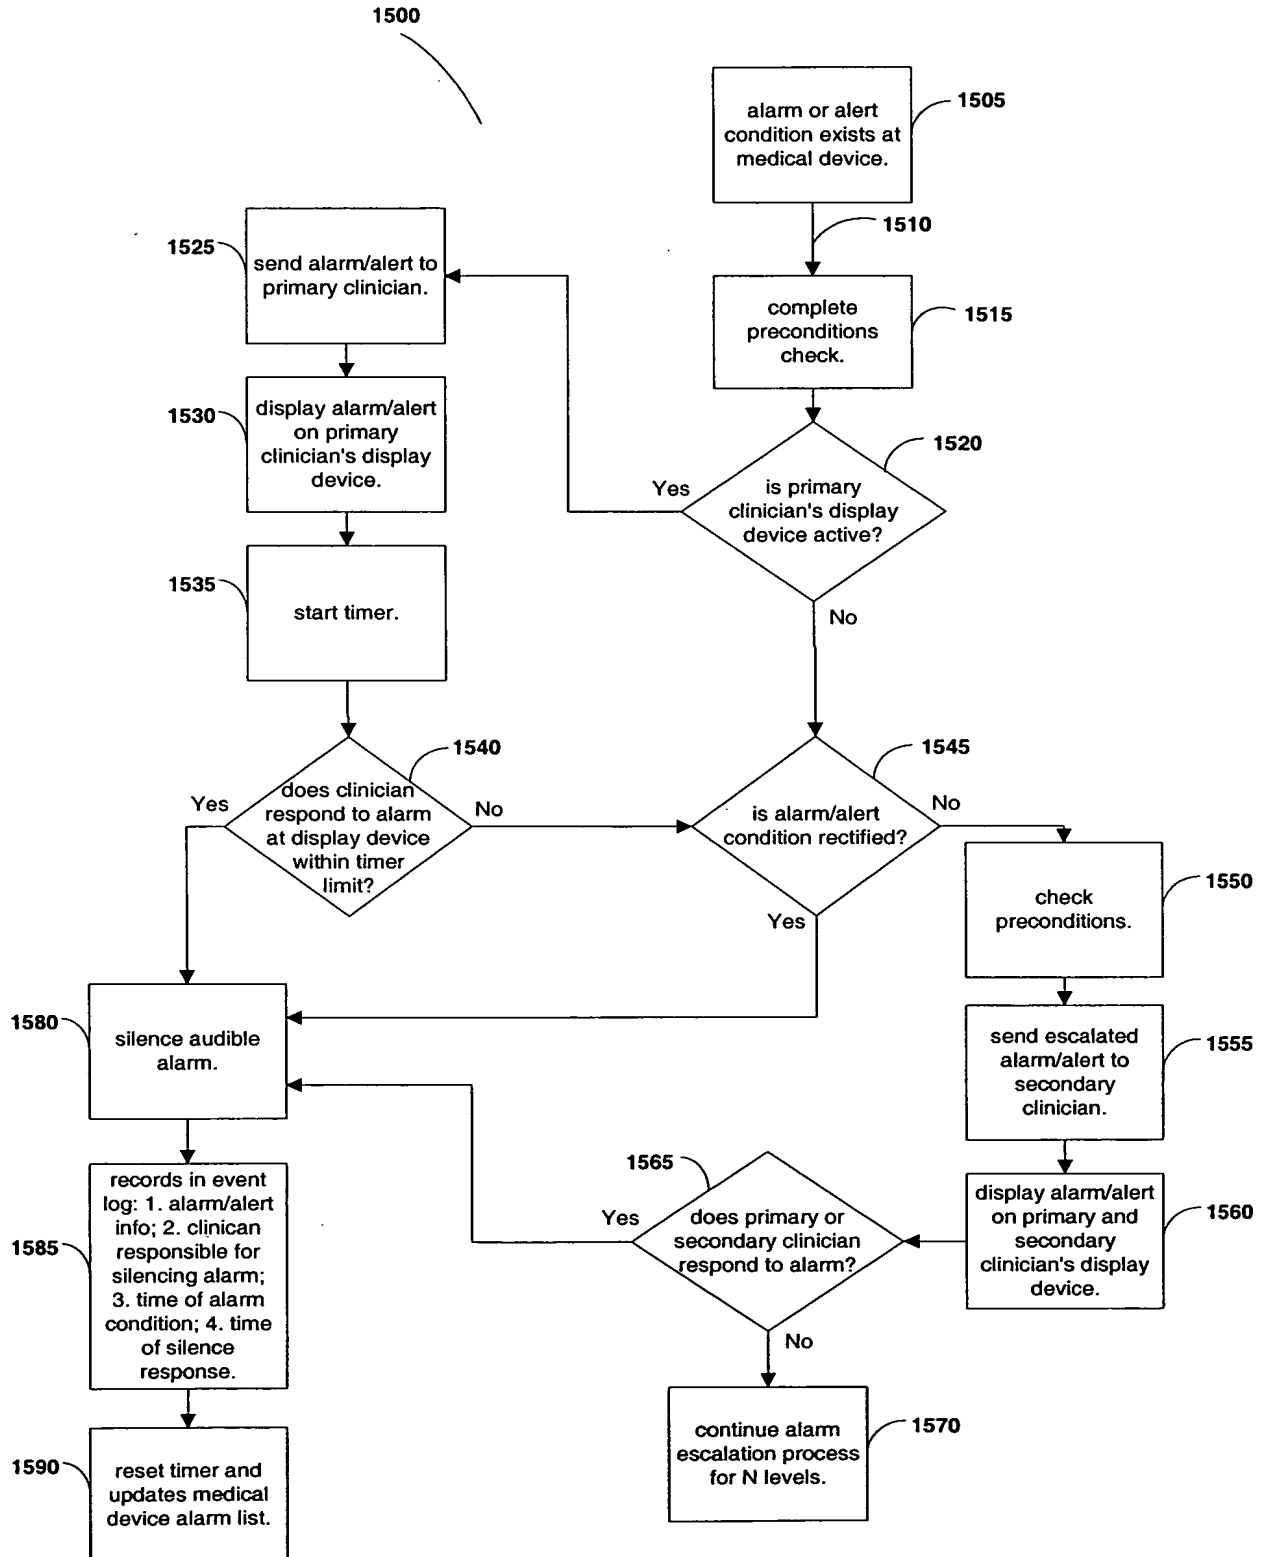 1500
alarm or alert
condition exists at
medical device.
1505
1510
complete
preconditions
check.
1515
is primary
clinician's display
device active?
1520
Yes
No
send alarm/alert to
primary clinician.
1525
display alarm/alert
on primary
clinician's display
device.
1530
start timer.
1535
does clinician
respond to alarm
at display device
within timer
limit?
1540
Yes
No
is alarm/alert
condition rectified?
1545
No
Yes
check
preconditions.
1550
send escalated
alarm/alert to
secondary
clinician.
1555
display alarm/alert
on primary and
secondary
clinician's display
device.
1560
does primary or
secondary clinician
respond to alarm?
1565
Yes
No
continue alarm
escalation process
for N levels.
1570
silence audible
alarm.
1580
records in event
log: 1. alarm/alert
info; 2. clinican
responsible for
silencing alarm;
3. time of alarm
condition; 4. time
of silence
response.
1585
reset timer and
updates medical
device alarm list.
1590